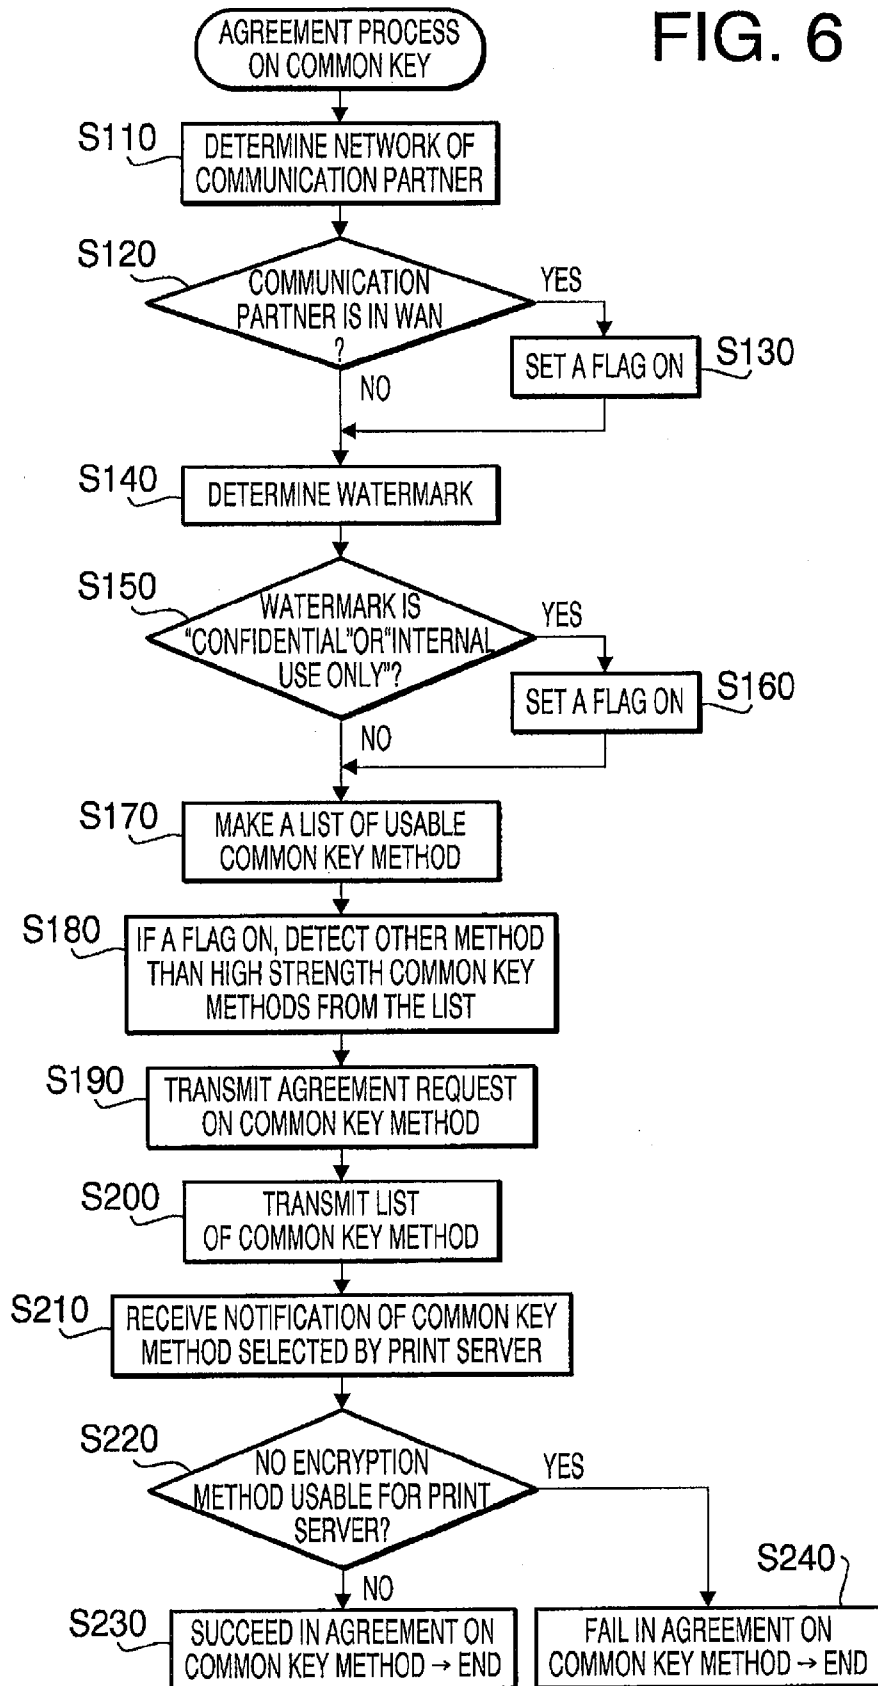 FIG. 6
AGREEMENT PROCESS
ON COMMON KEY
S110
DETERMINE NETWORK OF
COMMUNICATION PARTNER
S120
COMMUNICATION
PARTNER IS IN WAN
?
YES
NO
SET A FLAG ON
S130
S140
DETERMINE WATERMARK
S150
WATERMARK IS
“CONFIDENTIAL”OR“INTERNAL
USE ONLY”?
YES
NO
SET A FLAG ON
S160
S170
MAKE A LIST OF USABLE
COMMON KEY METHOD
S180
IF A FLAG ON, DETECT OTHER METHOD
THAN HIGH STRENGTH COMMON KEY
METHODS FROM THE LIST
S190
TRANSMIT AGREEMENT REQUEST
ON COMMON KEY METHOD
S200
TRANSMIT LIST
OF COMMON KEY METHOD
S210
RECEIVE NOTIFICATION OF COMMON KEY
METHOD SELECTED BY PRINT SERVER
S220
NO ENCRYPTION
METHOD USABLE FOR PRINT
SERVER?
YES
NO
S230
SUCCEED IN AGREEMENT ON
COMMON KEY METHOD → END
S240
FAIL IN AGREEMENT ON
COMMON KEY METHOD → END